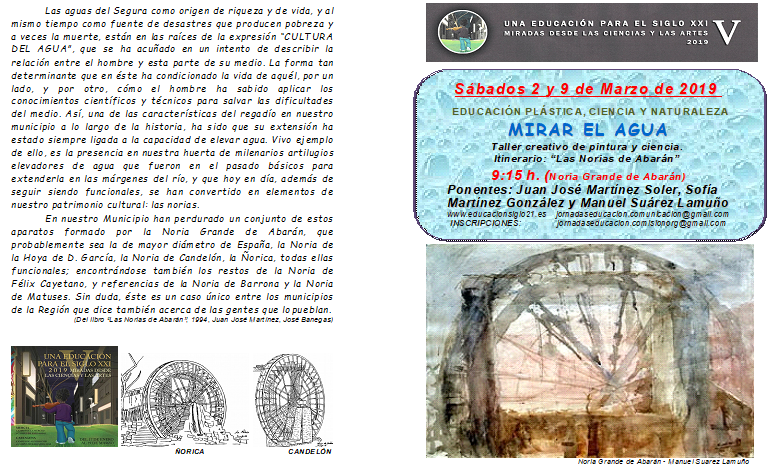 Las aguas del Segura como origen de riqueza y de vida, y al
mismo tiempo como fuente de desastres que producen pobreza y
a veces la muerte, están en las raíces de la expresión “CULTURA
DEL AGUA”, que se ha acuñado en un intento de describir la
relación entre el hombre y esta parte de su medio. La forma tan
determinante que en éste ha condicionado la vida de aquél, por un
lado, y por otro, cómo el hombre ha sabido aplicar los
conocimientos científicos y técnicos para salvar las dificultades
del medio. Así, una de las características del regadío en nuestro
municipio a lo largo de la historia, ha sido que su extensión ha
estado siempre ligada a la capacidad de elevar agua. Vivo ejemplo
de ello, es la presencia en nuestra huerta de milenarios artilugios
elevadores de agua que fueron en el pasado básicos para
extenderla en las márgenes del río, y que hoy en día, además de
seguir siendo funcionales, se han convertido en elementos de
nuestro patrimonio cultural: las norias.
En nuestro Municipio han perdurado un conjunto de estos
aparatos formado por la Noria Grande de Abarán, que
probablemente sea la de mayor diámetro de España, la Noria de
la Hoya de D. García, la Noria de Candelón, la Ñorica, todas ellas
funcionales; encontrándose también los restos de la Noria de
Félix Cayetano, y referencias de la Noria de Barrona y la Noria
de Matuses. Sin duda, éste es un caso único entre los municipios
de la Región que dice también acerca de las gentes que lo pueblan.
(Del libro “Las Norias de Abarán”, 1994, Juan José Martínez, José Banegas)
UNA EDUCACIÓN
PARA EL SIGLO XXI
2019 MIRADAS DESDE
LAS CIENCIAS Y LAS ARTES
ÑORICA
CANDELÓN
UNA EDUCACIÓN PARA EL SIGLO XXI
MIRADAS DESDE LAS CIENCIAS Y LAS ARTES
2019
V
Sábados 2 y 9 de Marzo de 2019
EDUCACIÓN PLÁSTICA, CIENCIA Y NATURALEZA
MIRAR EL AGUA
Taller creativo de pintura y ciencia.
Itinerario: “Las Norias de Abarán”
9:15 h. (Noria Grande de Abarán)
Ponentes: Juan José Martínez Soler, Sofía
Martínez González y Manuel Suárez Lamuño
www.educacionsiglo21.es jornadaseducacion.comunicacion@gmail.com
INSCRIPCIONES: jornadaseducacion.comisionorg@gmail.com
Noria Grande de Abarán - Manuel Suárez Lamuño